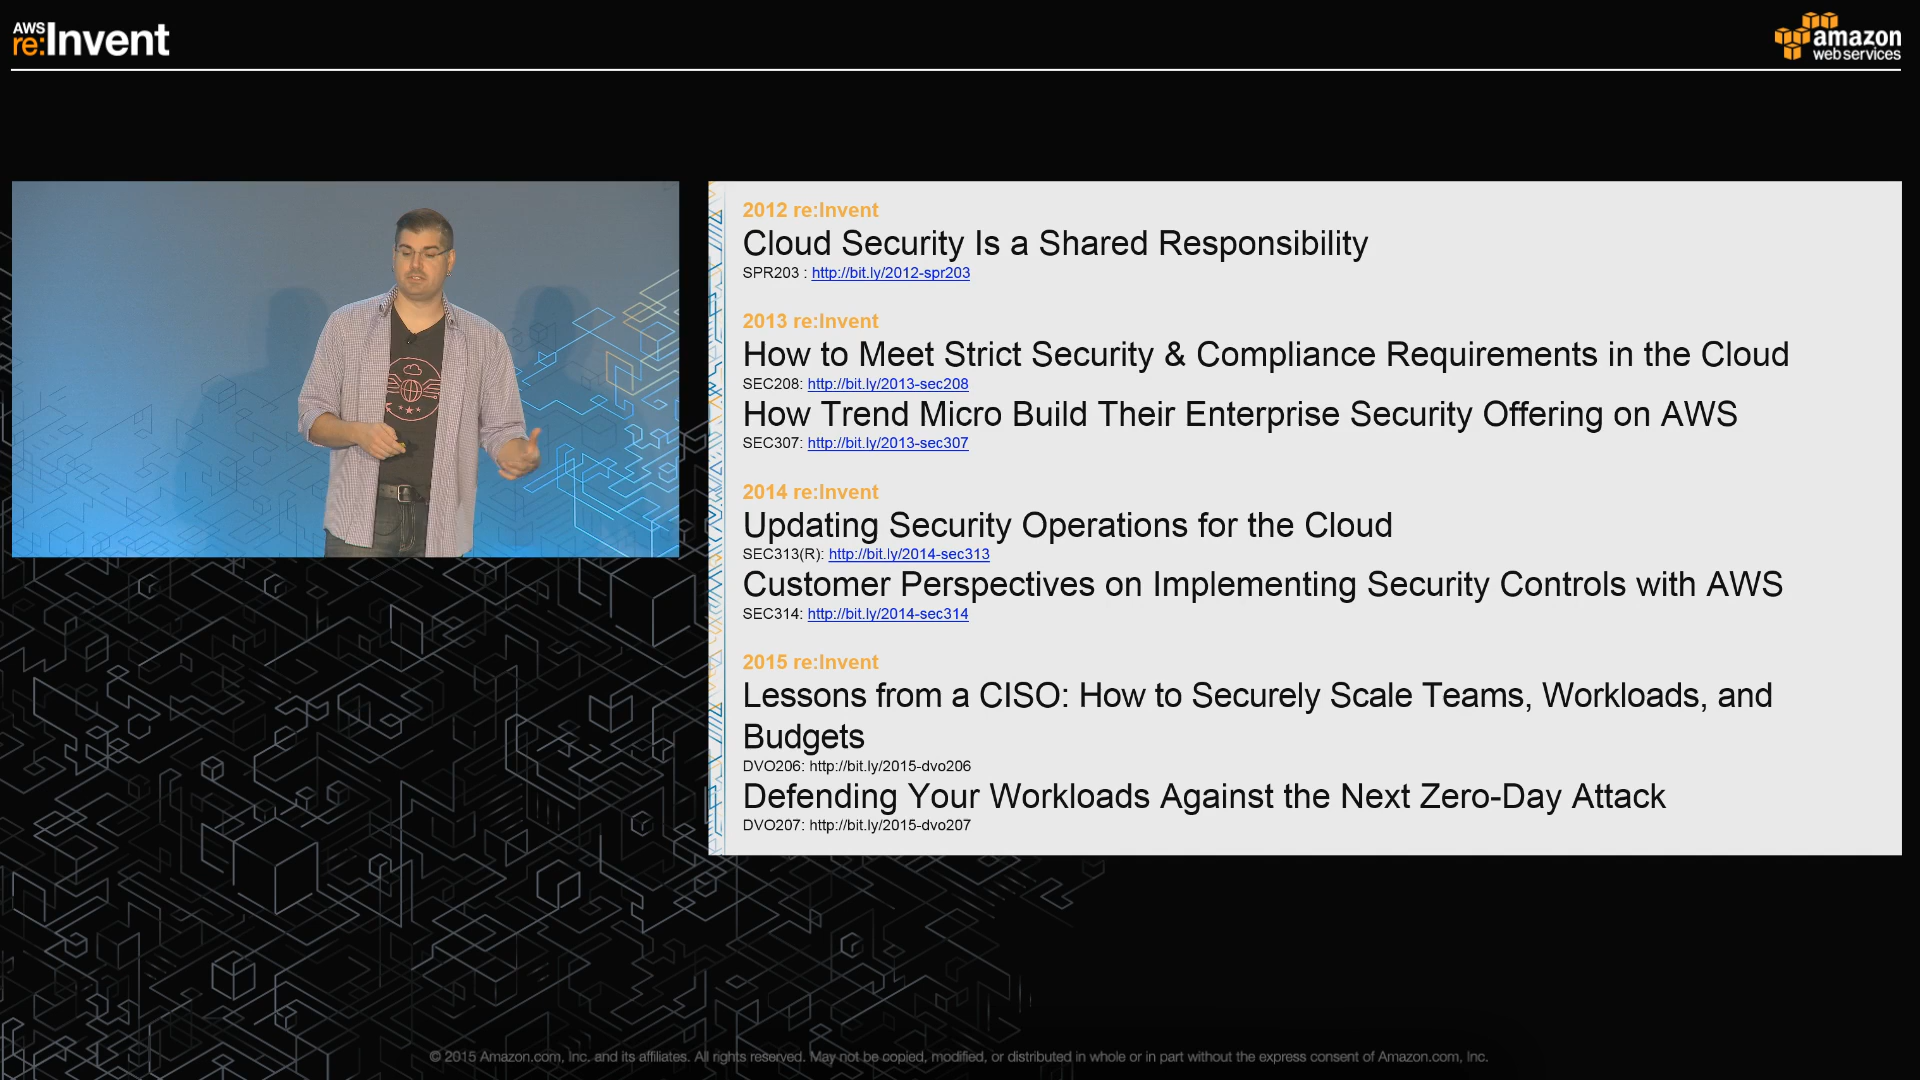 AWS
re:Invent
amazon
webservices
2012 re:Invent
Cloud Security Is a Shared Responsibility
SPR203 : http://bit.ly/2012-spr203
2013 re:Invent
How to Meet Strict Security & Compliance Requirements in the Cloud
SEC208: http://bit.ly/2013-sec208
How Trend Micro Build Their Enterprise Security Offering on AWS
SEC307: http://bit.ly/2013-sec307
2014 re:Invent
Updating Security Operations for the Cloud
SEC313(R): http://bit.ly/2014-sec313
Customer Perspectives on Implementing Security Controls with AWS
SEC314: http://bit.ly/2014-sec314
2015 re:Invent
Lessons from a CISO: How to Securely Scale Teams, Workloads, and
Budgets
DVO206: http://bit.ly/2015-dvo206
Defending Your Workloads Against the Next Zero-Day Attack
DVO207: http://bit.ly/2015-dvo207
© 2015 Amazon.com, Inc. and its affiliates. All rights reserved. May not be copied, modified, or distributed in whole or in part without the express consent of Amazon.com, Inc.